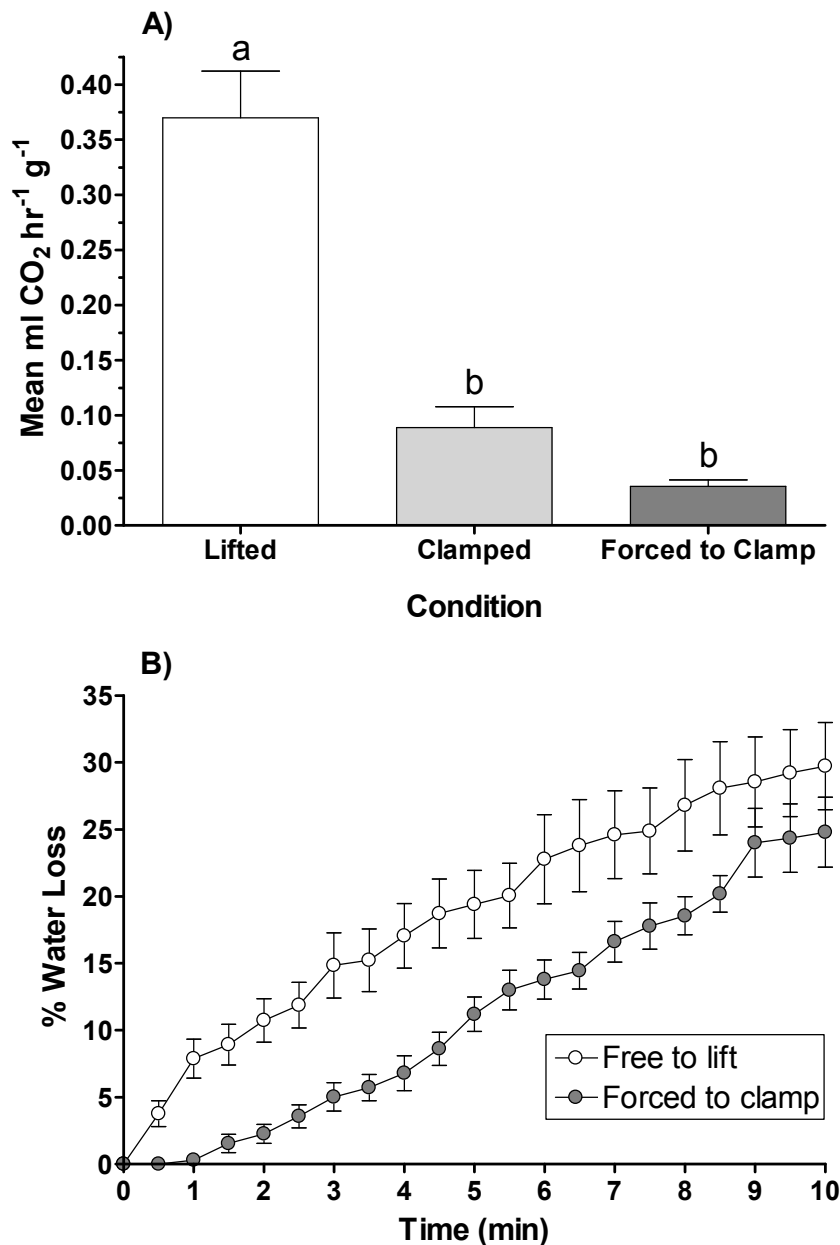 A)
a
0.40
0.35
0.30
0.25
0.20
0.15
0.10
0.05
0.00
Mean ml CO₂ hr⁻¹ g⁻¹
b
b
Lifted Clamped Forced to Clamp
Condition
B)
35
30
25
20
15
10
5
0
% Water Loss
Free to lift
Forced to clamp
0 1 2 3 4 5 6 7 8 9 10
Time (min)